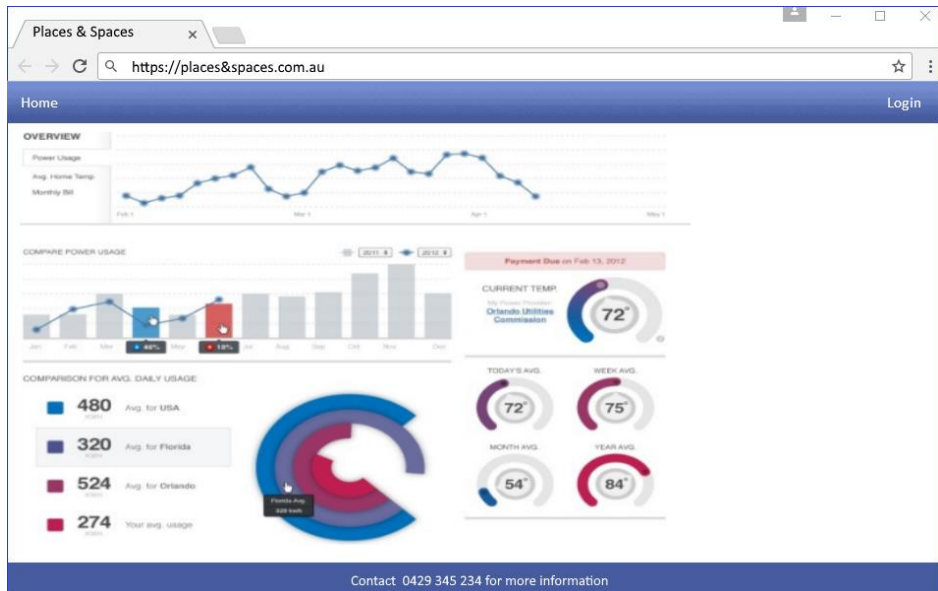 Places & Spaces
https://places&spaces.com.au
Home
Login
OVERVIEW
Power Usage
Avg. Home Temp.
Monthly Bill
Feb 1
Mar 1
Apr 1
May 1
COMPARE POWER USAGE
2011
2012
Jan
Feb
Mar
46%
May
Jul
Aug
Sep
Oct
Nov
Dec
Payment Due on Feb 13, 2012
CURRENT TEMP.
My Power Provider
Orlando Utilities
Commission
72°
COMPARISON FOR AVG. DAILY USAGE
480 Avg. for USA
320 Avg. for Florida
524 Avg. for Orlando
274 Your avg. usage
Florida Avg.
TODAY'S AVG.
72°
WEEK AVG.
75°
MONTH AVG.
54°
YEAR AVG.
84°
Contact 0429 345 234 for more information